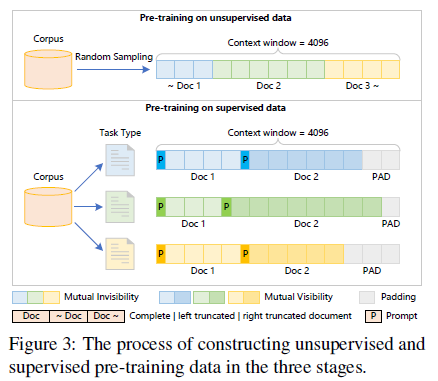 Pre-training on unsupervised data
Corpus
Random Sampling
Context window = 4096
~ Doc 1
Doc 2
Doc 3 ~
Pre-training on supervised data
Task Type
Context window = 4096
Corpus
P
P
Doc 1
Doc 2
PAD
P
P
Doc 1
Doc 2
PAD
P
P
Doc 1
Doc 2
PAD
Mutual Invisibility
Mutual Visibility
Padding
Doc
~ Doc
Doc ~
Complete | left truncated | right truncated document
P
Prompt
Figure 3: The process of constructing unsupervised and
supervised pre-training data in the three stages.